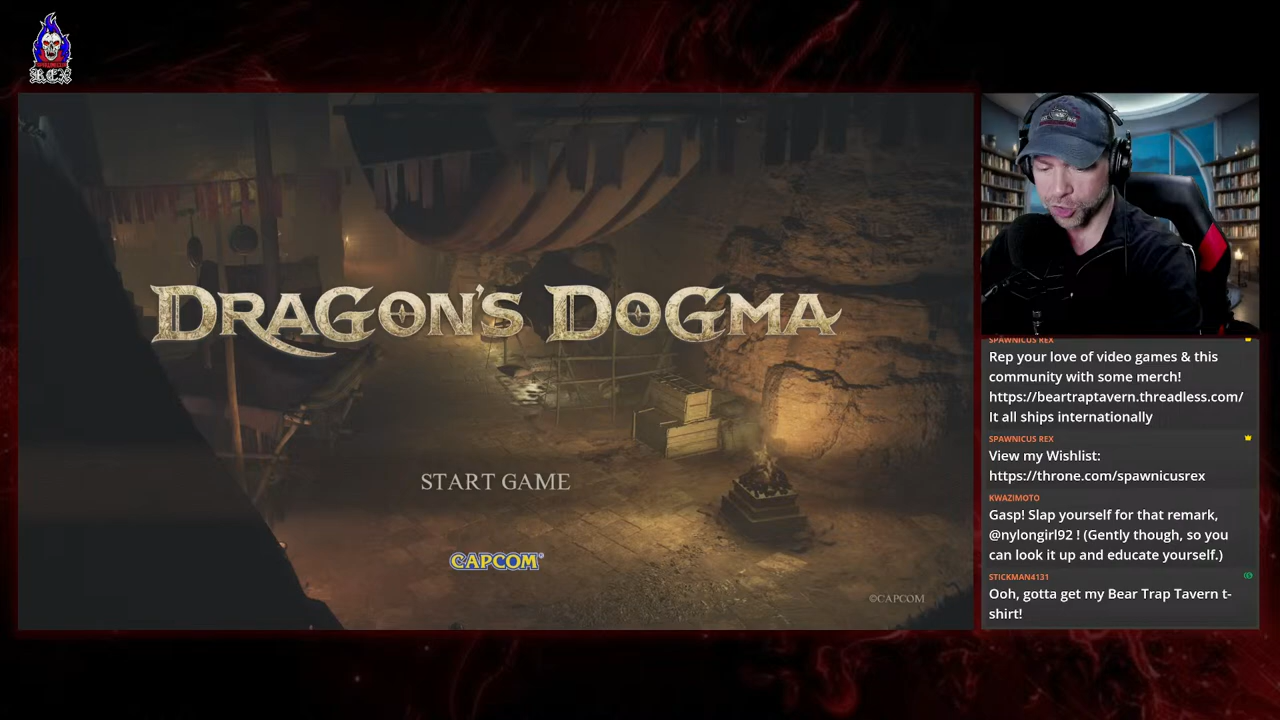 REX
DRAGON'S DOGMA
START GAME
CAPCOM
©CAPCOM
SPAWNICUS REX
Rep your love of video games & this
community with some merch!
https://beartraptavern.threadless.com/
It all ships internationally
SPAWNICUS REX
View my Wishlist:
https://throne.com/spawnicusrex
KWAZIMOTO
Gasp! Slap yourself for that remark,
@nylongirl92 ! (Gently though, so you
can look it up and educate yourself.)
STICKMAN4131
Ooh, gotta get my Bear Trap Tavern t-
shirt!